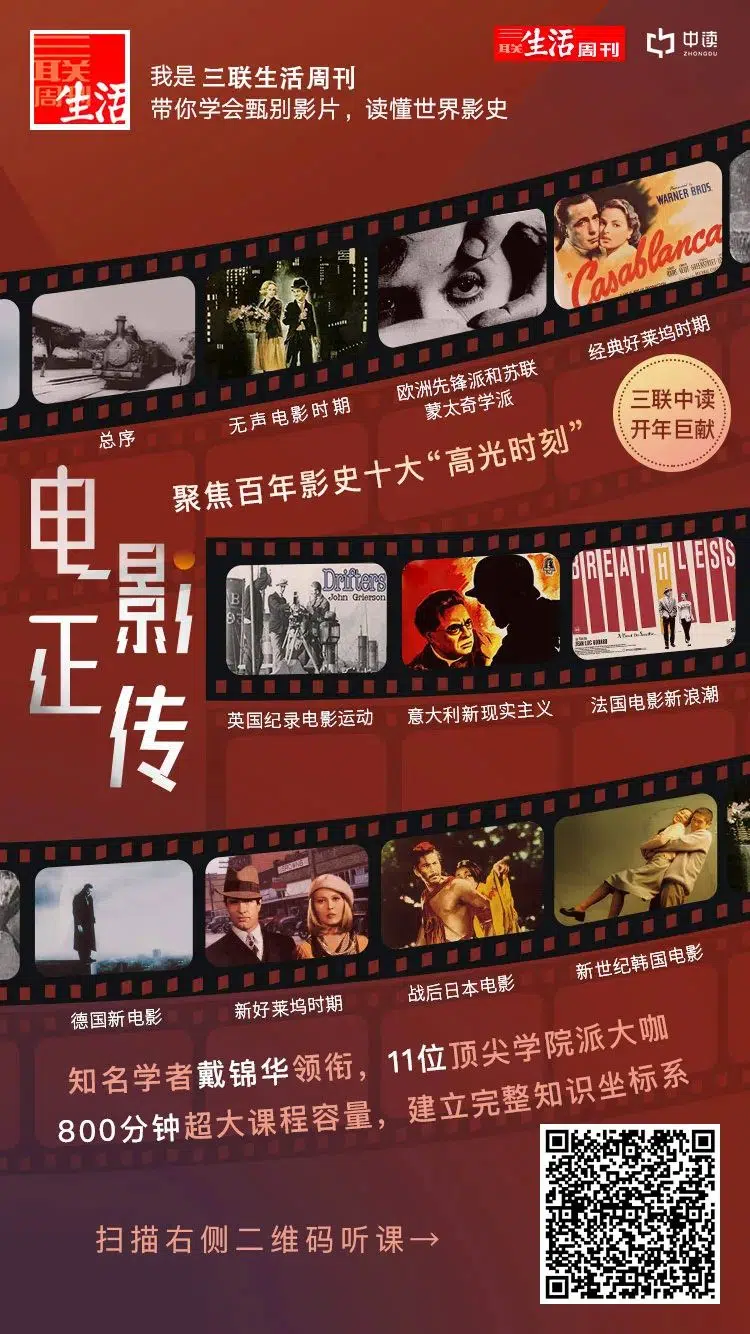 三联
周刊
生活
我是 三联生活周刊
带你学会甄别影片，读懂世界影史
三联生活周刊
中读
ZHONGDU
WARNER BROS.
Casablanca
总序
无声电影时期
欧洲先锋派和苏联
蒙太奇学派
经典好莱坞时期
三联中读
开年巨献
聚焦百年影史十大“高光时刻”
电影正传
Drifters
John Grierson
BREATHLESS
JEAN LUC GODARD
英国纪录电影运动
意大利新现实主义
法国电影新浪潮
德国新电影
新好莱坞时期
战后日本电影
新世纪韩国电影
知名学者戴锦华领衔，11位顶尖学院派大咖
800分钟超大课程容量，建立完整知识坐标系
扫描右侧二维码听课→